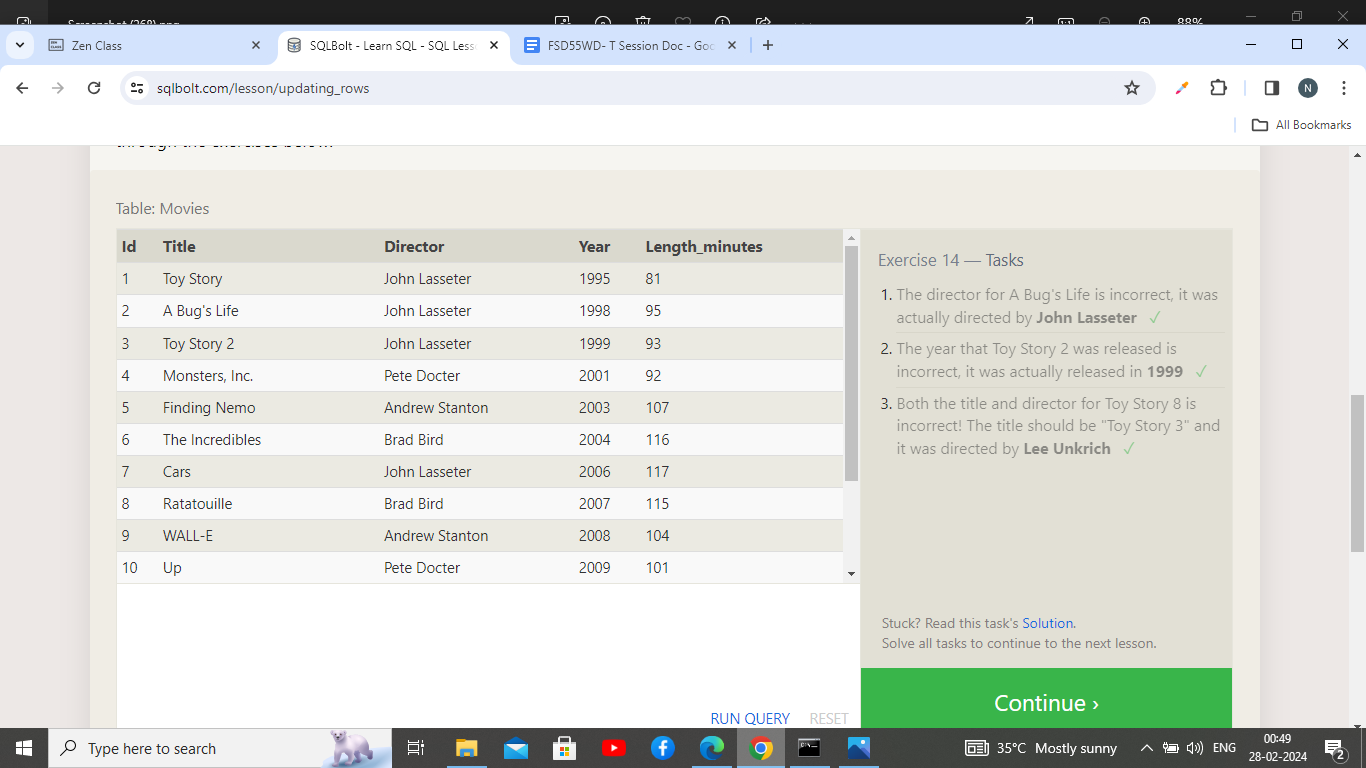 Screenshot (268).png
88%
Zen Class
SQLBolt - Learn SQL - SQL Less
FSD55WD- T Session Doc - Goo
sqlbolt.com/lesson/updating_rows
N
All Bookmarks
through the exercises below.
Table: Movies
Id Title Director Year Length_minutes
1 Toy Story John Lasseter 1995 81
2 A Bug's Life John Lasseter 1998 95
3 Toy Story 2 John Lasseter 1999 93
4 Monsters, Inc. Pete Docter 2001 92
5 Finding Nemo Andrew Stanton 2003 107
6 The Incredibles Brad Bird 2004 116
7 Cars John Lasseter 2006 117
8 Ratatouille Brad Bird 2007 115
9 WALL-E Andrew Stanton 2008 104
10 Up Pete Docter 2009 101
RUN QUERY RESET
Exercise 14 — Tasks
1. The director for A Bug's Life is incorrect, it was
actually directed by John Lasseter ✓
2. The year that Toy Story 2 was released is
incorrect, it was actually released in 1999 ✓
3. Both the title and director for Toy Story 8 is
incorrect! The title should be "Toy Story 3" and
it was directed by Lee Unkrich ✓
Stuck? Read this task's Solution.
Solve all tasks to continue to the next lesson.
Continue ›
Type here to search
35°C Mostly sunny
ENG
00:49
28-02-2024
2